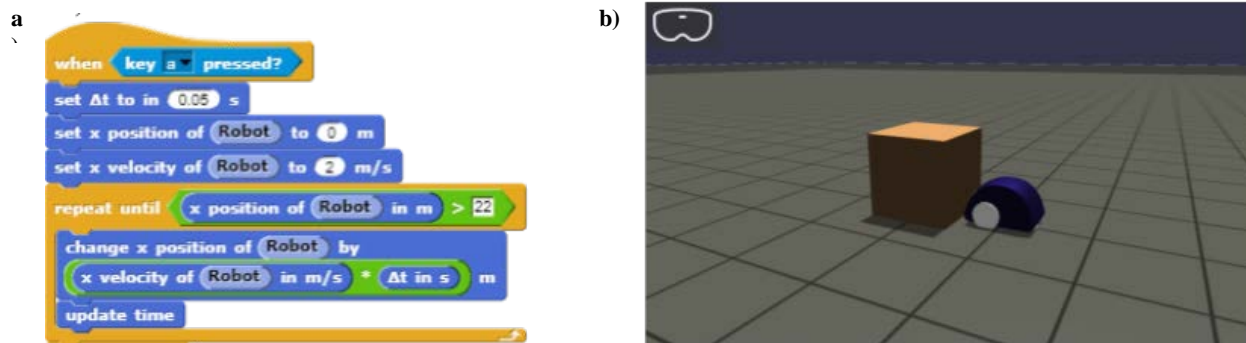 a
)
b)
when key a pressed?
set Δt to in 0.05 s
set x position of Robot to 0 m
set x velocity of Robot to 2 m/s
repeat until x position of Robot in m > 22
change x position of Robot by
x velocity of Robot in m/s * Δt in s m
update time